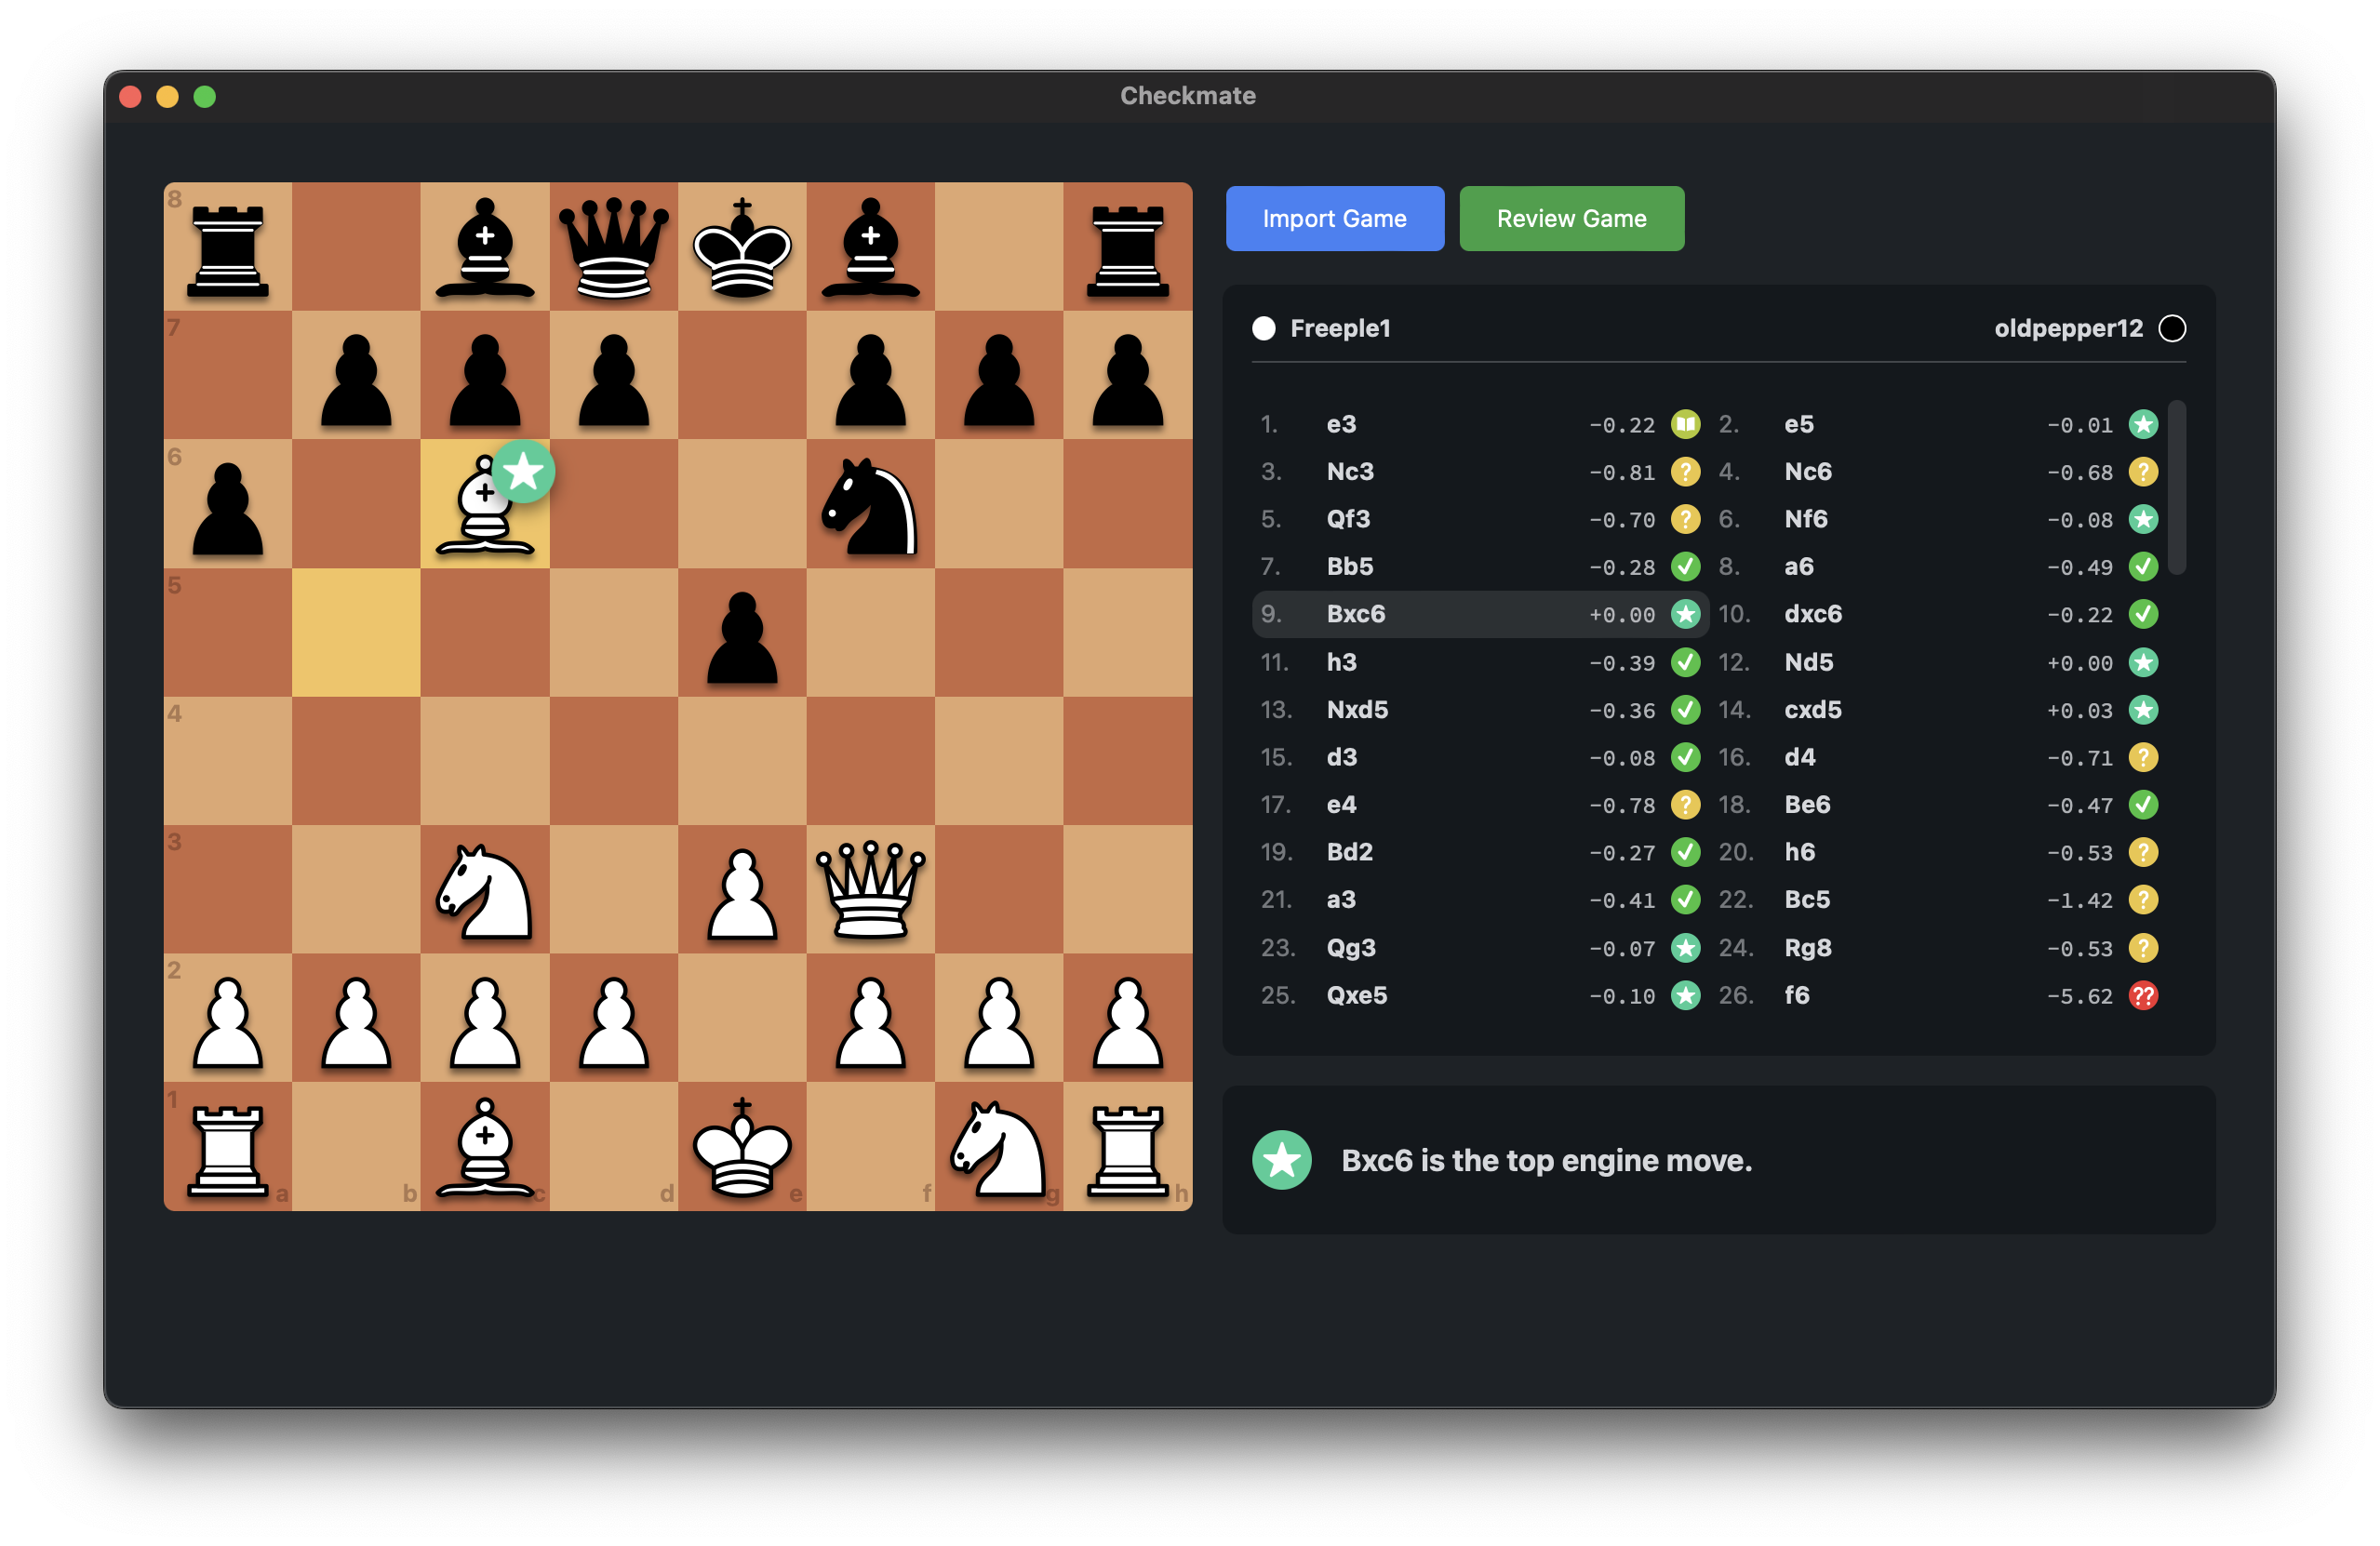 Checkmate
Import Game Review Game
Freeple1 oldpepper12
1. e3 −0.22 2. e5 −0.01
3. Nc3 −0.81 ? 4. Nc6 −0.68 ?
5. Qf3 −0.70 ? 6. Nf6 −0.08
7. Bb5 −0.28 8. a6 −0.49
9. Bxc6 +0.00 10. dxc6 −0.22
11. h3 −0.39 12. Nd5 +0.00
13. Nxd5 −0.36 14. cxd5 +0.03
15. d3 −0.08 16. d4 −0.71 ?
17. e4 −0.78 ? 18. Be6 −0.47
19. Bd2 −0.27 20. h6 −0.53 ?
21. a3 −0.41 22. Bc5 −1.42 ?
23. Qg3 −0.07 24. Rg8 −0.53 ?
25. Qxe5 −0.10 26. f6 −5.62 ??
Bxc6 is the top engine move.
8
7
6
5
4
3
2
1
a b c d e f g h